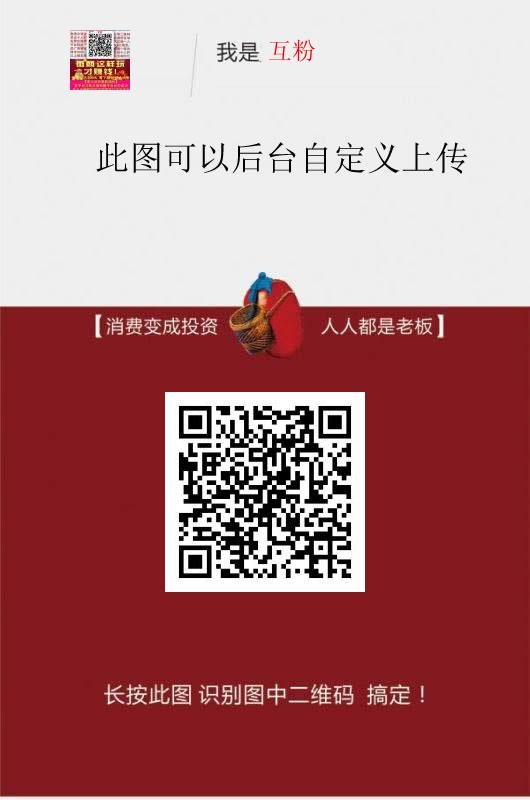 我是 互粉
此图可以后台自定义上传
【消费变成投资 人人都是老板】
长按此图 识别图中二维码 搞定！